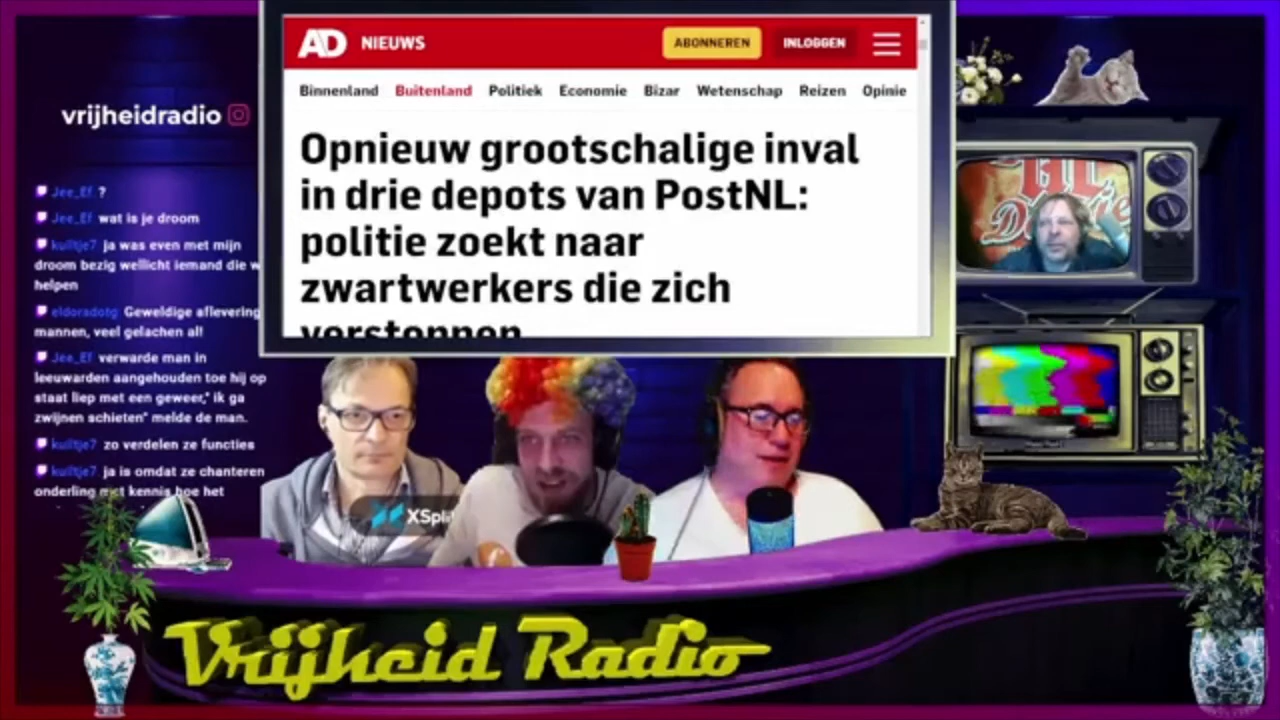 AD NIEUWS ABONNEREN INLOGGEN
Binnenland Buitenland Politiek Economie Bizar Wetenschap Reizen Opinie
Opnieuw grootschalige inval
in drie depots van PostNL:
politie zoekt naar
zwartwerkers die zich
verstoppen
vrijheidradio
Jee_Ef: ?
Jee_Ef: wat is je droom
kuiltje7: ja was even met mijn
droom bezig wellicht iemand die w
helpen
eldoradotg: Geweldige aflevering
mannen, veel gelachen al!
Jee_Ef: verwarde man in
leeuwarden aangehouden toe hij op
staat liep met een geweer," ik ga
zwijnen schieten" melde de man.
kuiltje7: zo verdelen ze functies
kuiltje7: ja is omdat ze chanteren
onderling met kennis hoe het
XSplit
Vrijheid Radio